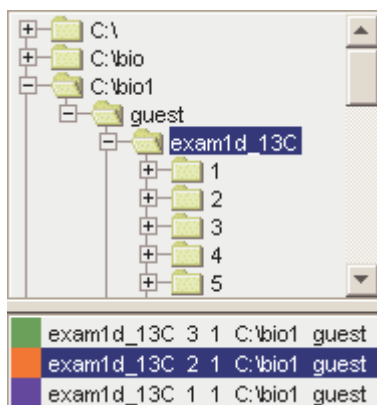 C:\
C:\bio
C:\bio1
guest
exam1d_13C
1
2
3
4
5
exam1d_13C 3 1 C:\bio1 guest
exam1d_13C 2 1 C:\bio1 guest
exam1d_13C 1 1 C:\bio1 guest